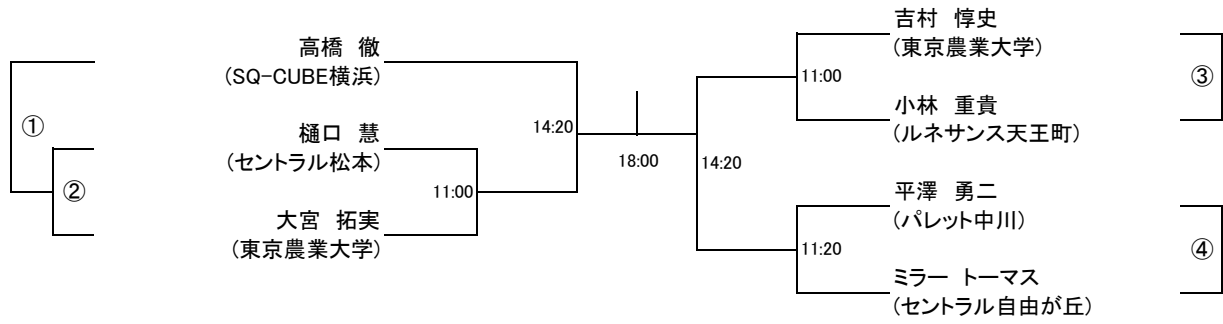 高橋 徹
(SQ-CUBE横浜)
①
樋口 慧
(セントラル松本)
②
大宮 拓実
(東京農業大学)
11:00
14:20
18:00
吉村 惇史
(東京農業大学)
11:00
③
小林 重貴
(ルネサンス天王町)
14:20
平澤 勇二
(パレット中川)
11:20
④
ミラー トーマス
(セントラル自由が丘)